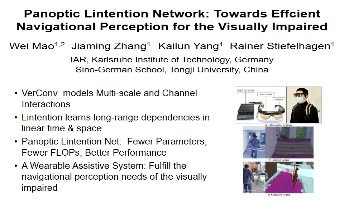 Panoptic Lintention Network: Towards Effcient
Navigational Perception for the Visually Impaired
Wei Mao1,2 Jiaming Zhang1 Kailun Yang1 Rainer Stiefelhagen1
IAR, Karlsruhe Institute of Technology, Germany
Sino-German School, Tongji University, China
• VerConv models Multi-scale and Channel
Interactions
• Lintention learns long-range dependencies in
linear time & space
• Panoptic Lintention Net: Fewer Parameters,
Fewer FLOPs, Better Performance
• A Wearable Assistive System: Fulfill the
navigational perception needs of the visually
impaired